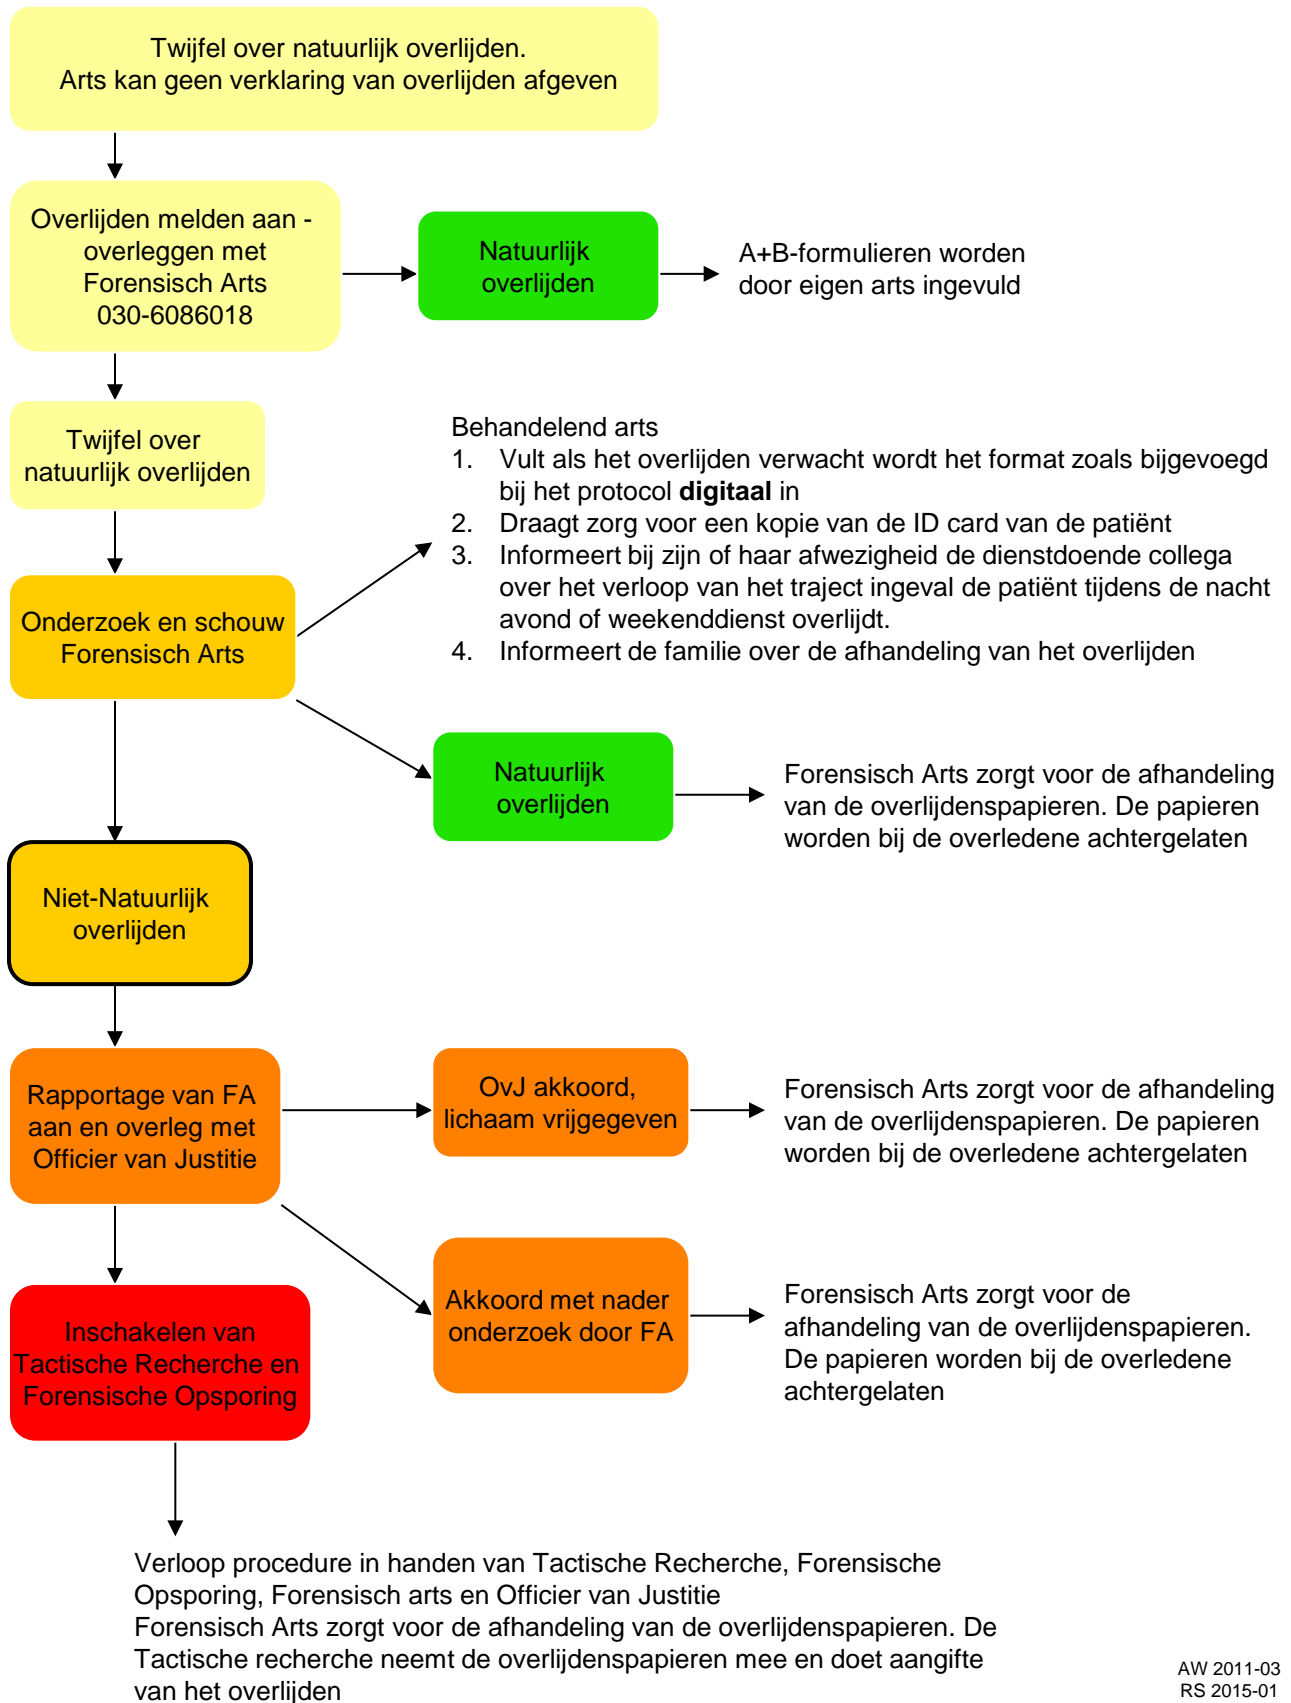 Twijfel over natuurlijk overlijden.
Arts kan geen verklaring van overlijden afgeven
Overlijden melden aan -
overleggen met
Forensisch Arts
030-6086018
Natuurlijk
overlijden
A+B-formulieren worden
door eigen arts ingevuld
Twijfel over
natuurlijk overlijden
Behandelend arts
1. Vult als het overlijden verwacht wordt het format zoals bijgevoegd
bij het protocol digitaal in
2. Draagt zorg voor een kopie van de ID card van de patiënt
3. Informeert bij zijn of haar afwezigheid de dienstdoende collega
over het verloop van het traject ingeval de patiënt tijdens de nacht
avond of weekenddienst overlijdt.
4. Informeert de familie over de afhandeling van het overlijden
Onderzoek en schouw
Forensisch Arts
Natuurlijk
overlijden
Forensisch Arts zorgt voor de afhandeling
van de overlijdenspapieren. De papieren
worden bij de overledene achtergelaten
Niet-Natuurlijk
overlijden
Rapportage van FA
aan en overleg met
Officier van Justitie
OvJ akkoord,
lichaam vrijgegeven
Forensisch Arts zorgt voor de afhandeling
van de overlijdenspapieren. De papieren
worden bij de overledene achtergelaten
Akkoord met nader
onderzoek door FA
Forensisch Arts zorgt voor de
afhandeling van de overlijdenspapieren.
De papieren worden bij de overledene
achtergelaten
Inschakelen van
Tactische Recherche en
Forensische Opsporing
Verloop procedure in handen van Tactische Recherche, Forensische
Opsporing, Forensisch arts en Officier van Justitie
Forensisch Arts zorgt voor de afhandeling van de overlijdenspapieren. De
Tactische recherche neemt de overlijdenspapieren mee en doet aangifte
van het overlijden
AW 2011-03
RS 2015-01